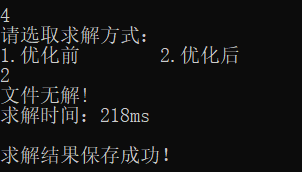 4
请选取求解方式:
1.优化前 2.优化后
2
文件无解!
求解时间: 218ms
求解结果保存成功!